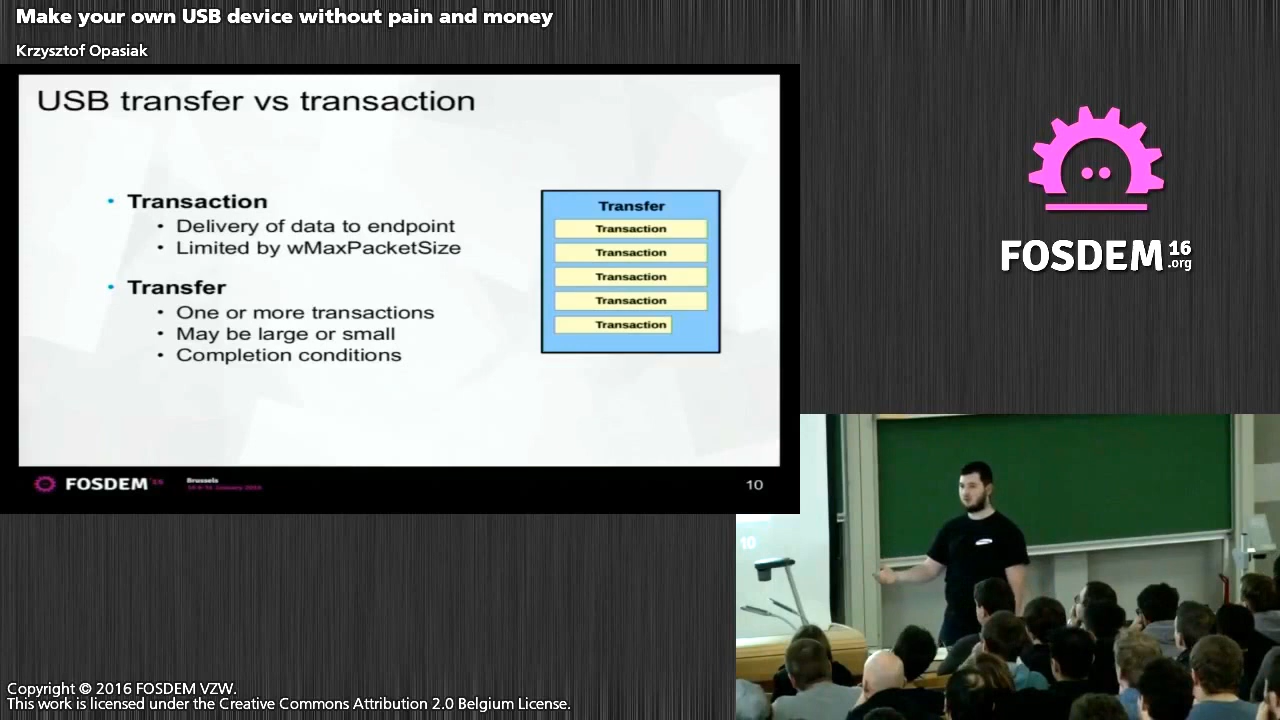 Make your own USB device without pain and money
Krzysztof Opasiak
USB transfer vs transaction
• Transaction
• Delivery of data to endpoint
• Limited by wMaxPacketSize
• Transfer
• One or more transactions
• May be large or small
• Completion conditions
Transfer
Transaction
Transaction
Transaction
Transaction
Transaction
FOSDEM
Brussels
10
FOSDEM 16
.org
10
Copyright © 2016 FOSDEM VZW.
This work is licensed under the Creative Commons Attribution 2.0 Belgium License.